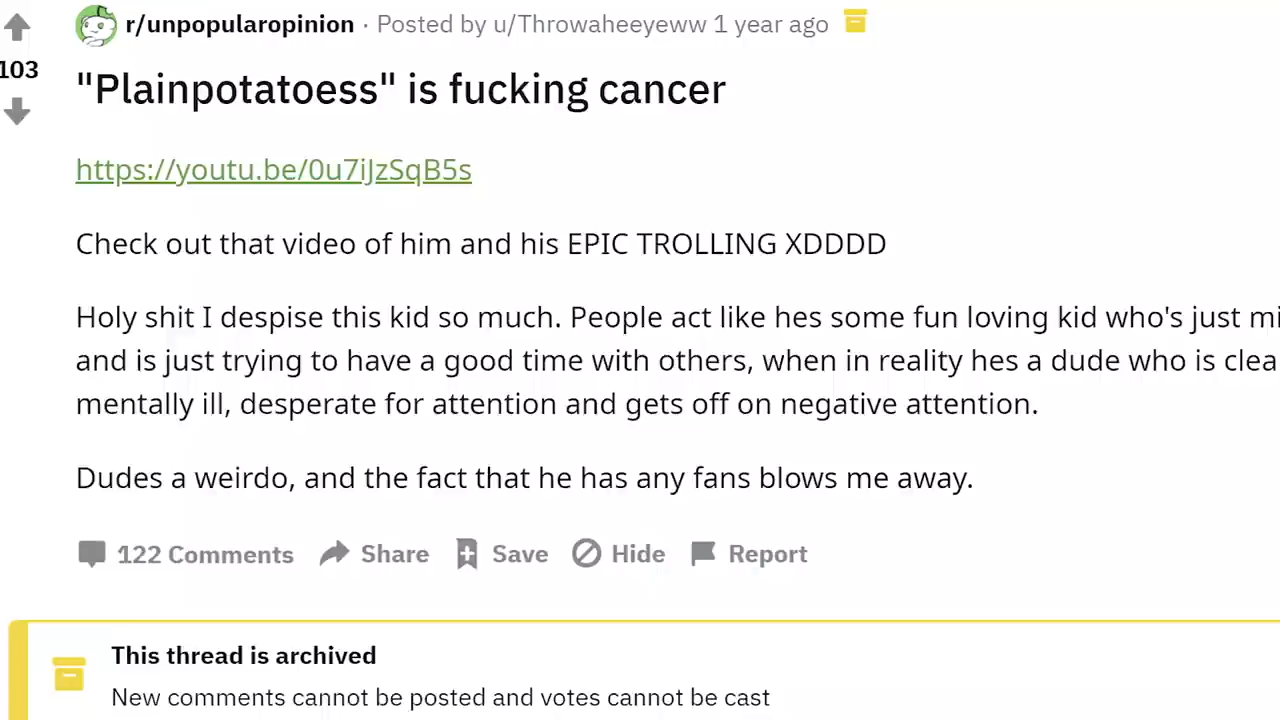 r/unpopularopinion · Posted by u/Throwaheeyeww 1 year ago
103
"Plainpotatoess" is fucking cancer
https://youtu.be/0u7iJzSqB5s
Check out that video of him and his EPIC TROLLING XDDDD
Holy shit I despise this kid so much. People act like hes some fun loving kid who's just
and is just trying to have a good time with others, when in reality hes a dude who is
mentally ill, desperate for attention and gets off on negative attention.
Dudes a weirdo, and the fact that he has any fans blows me away.
122 Comments Share Save Hide Report
This thread is archived
New comments cannot be posted and votes cannot be cast